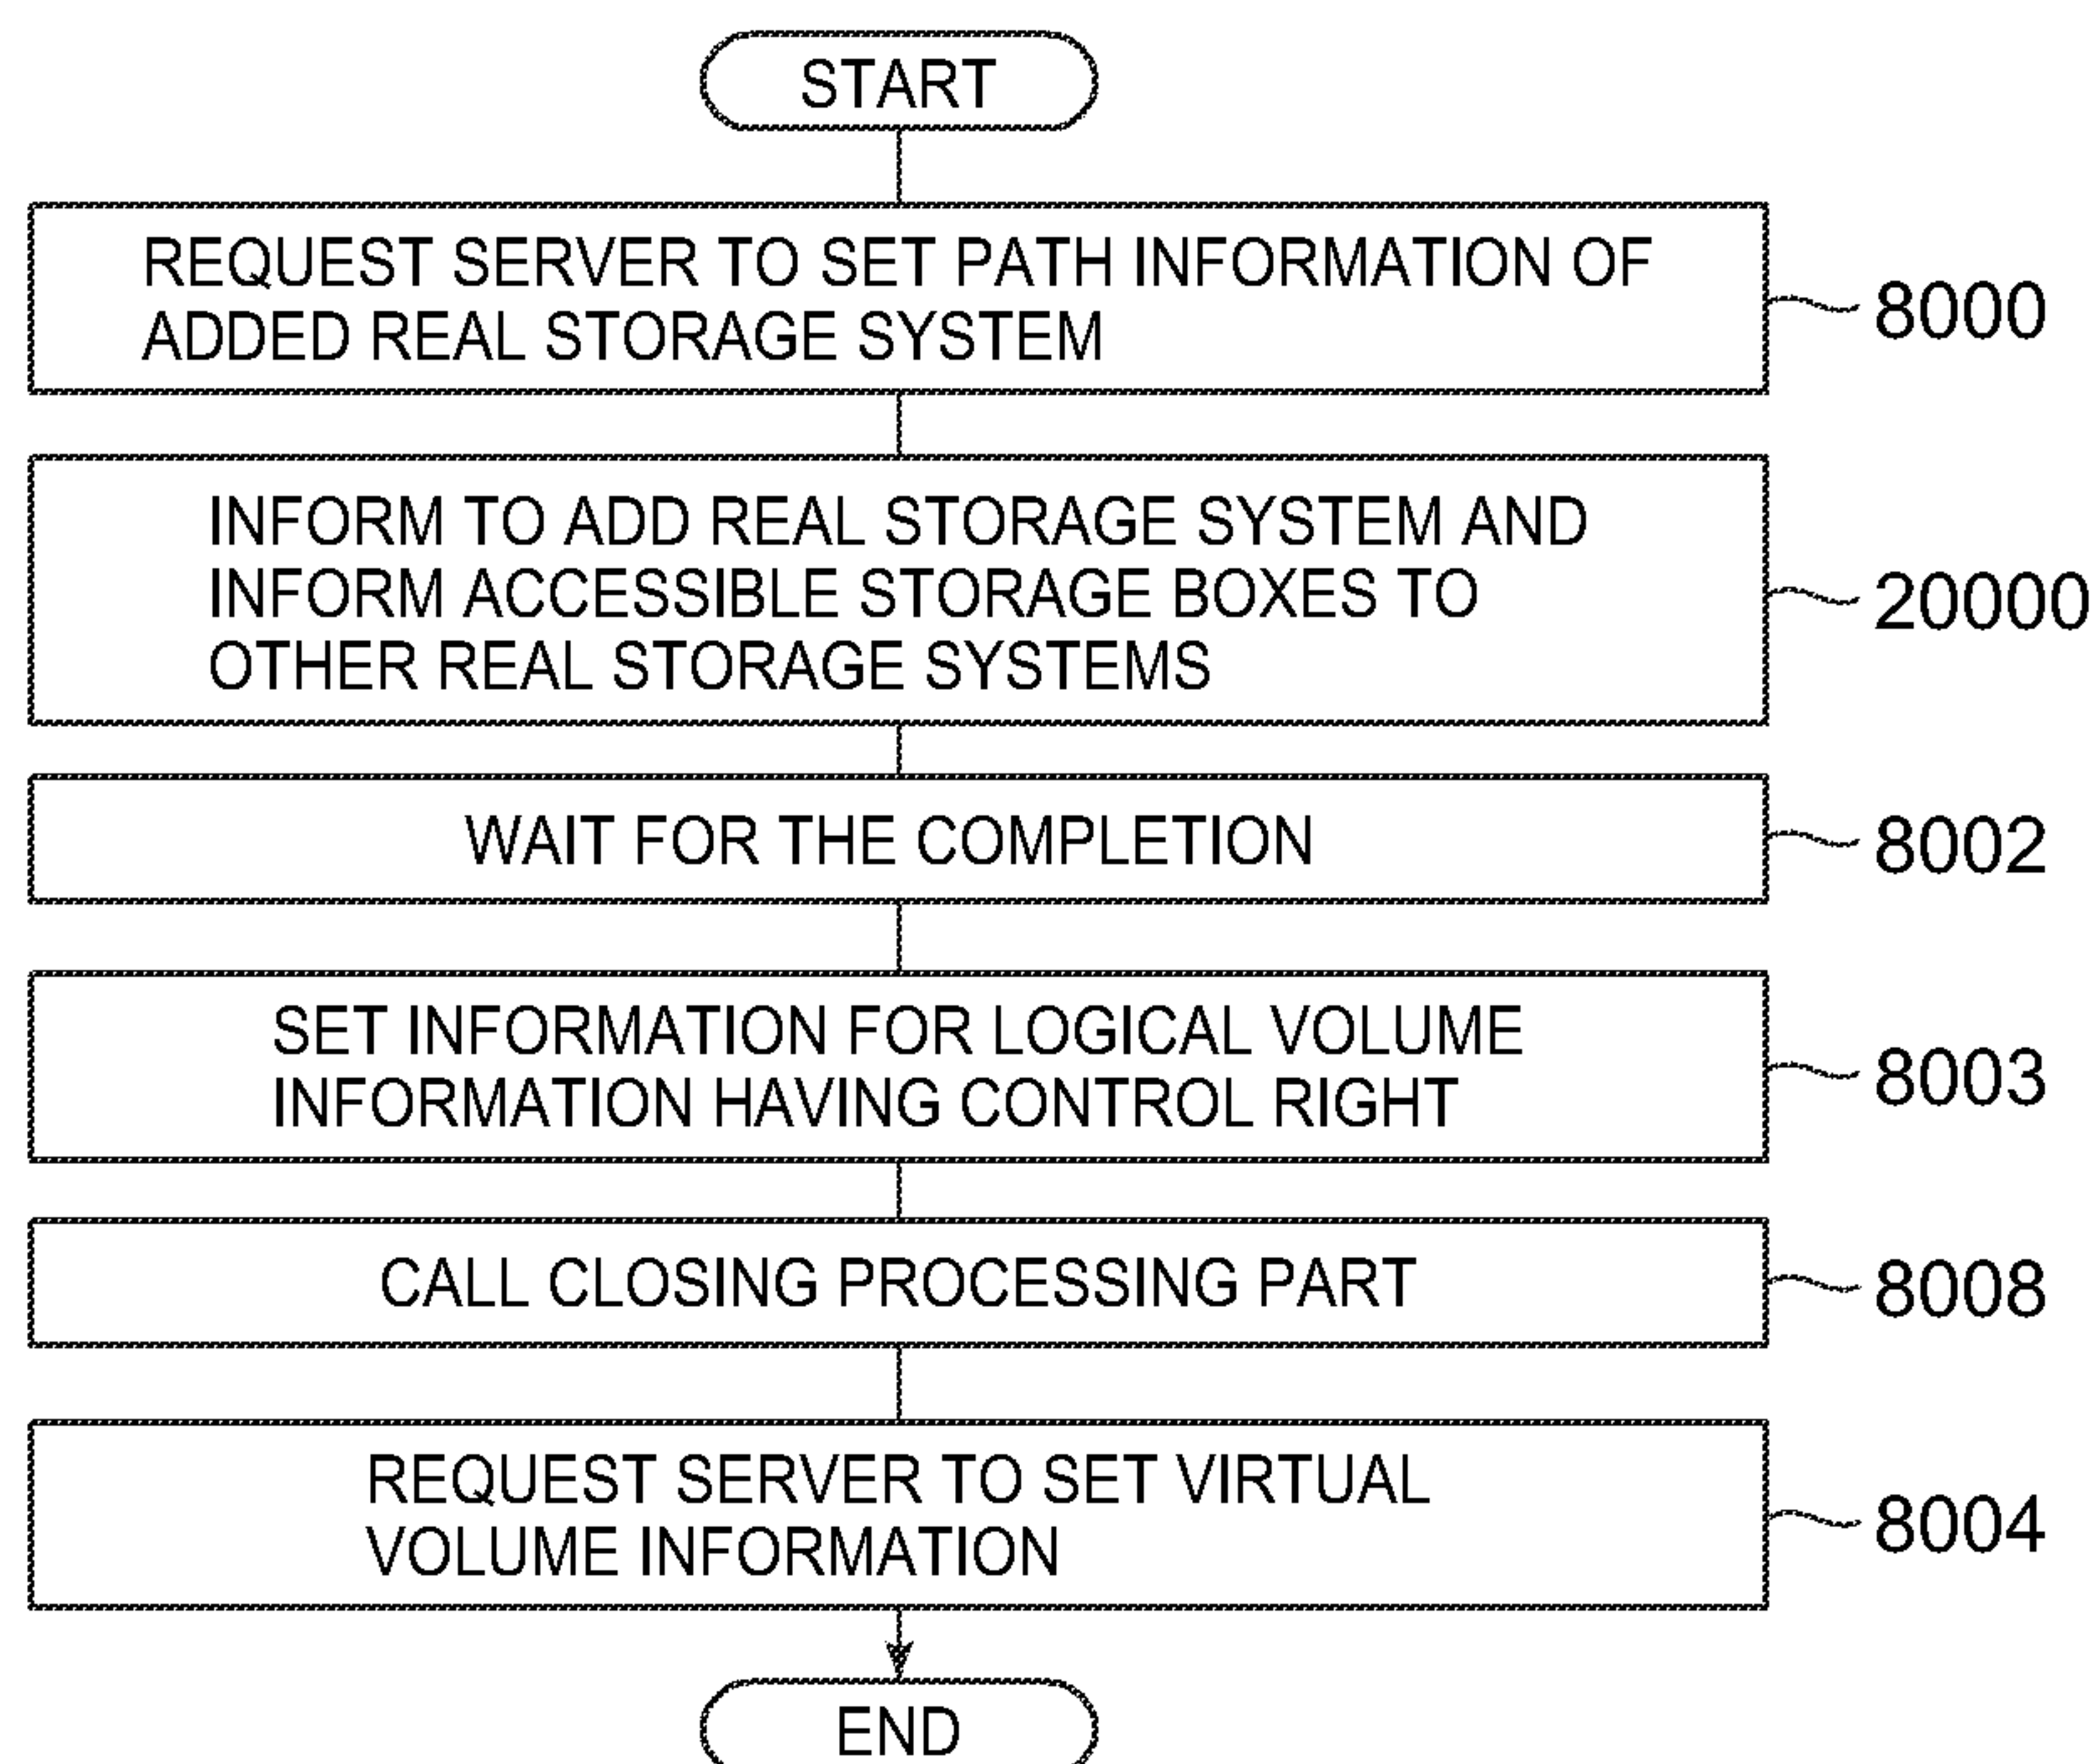 START
REQUEST SERVER TO SET PATH INFORMATION OF
ADDED REAL STORAGE SYSTEM
8000
INFORM TO ADD REAL STORAGE SYSTEM AND
INFORM ACCESSIBLE STORAGE BOXES TO
OTHER REAL STORAGE SYSTEMS
20000
WAIT FOR THE COMPLETION
8002
SET INFORMATION FOR LOGICAL VOLUME
INFORMATION HAVING CONTROL RIGHT
8003
CALL CLOSING PROCESSING PART
8008
REQUEST SERVER TO SET VIRTUAL
VOLUME INFORMATION
8004
END